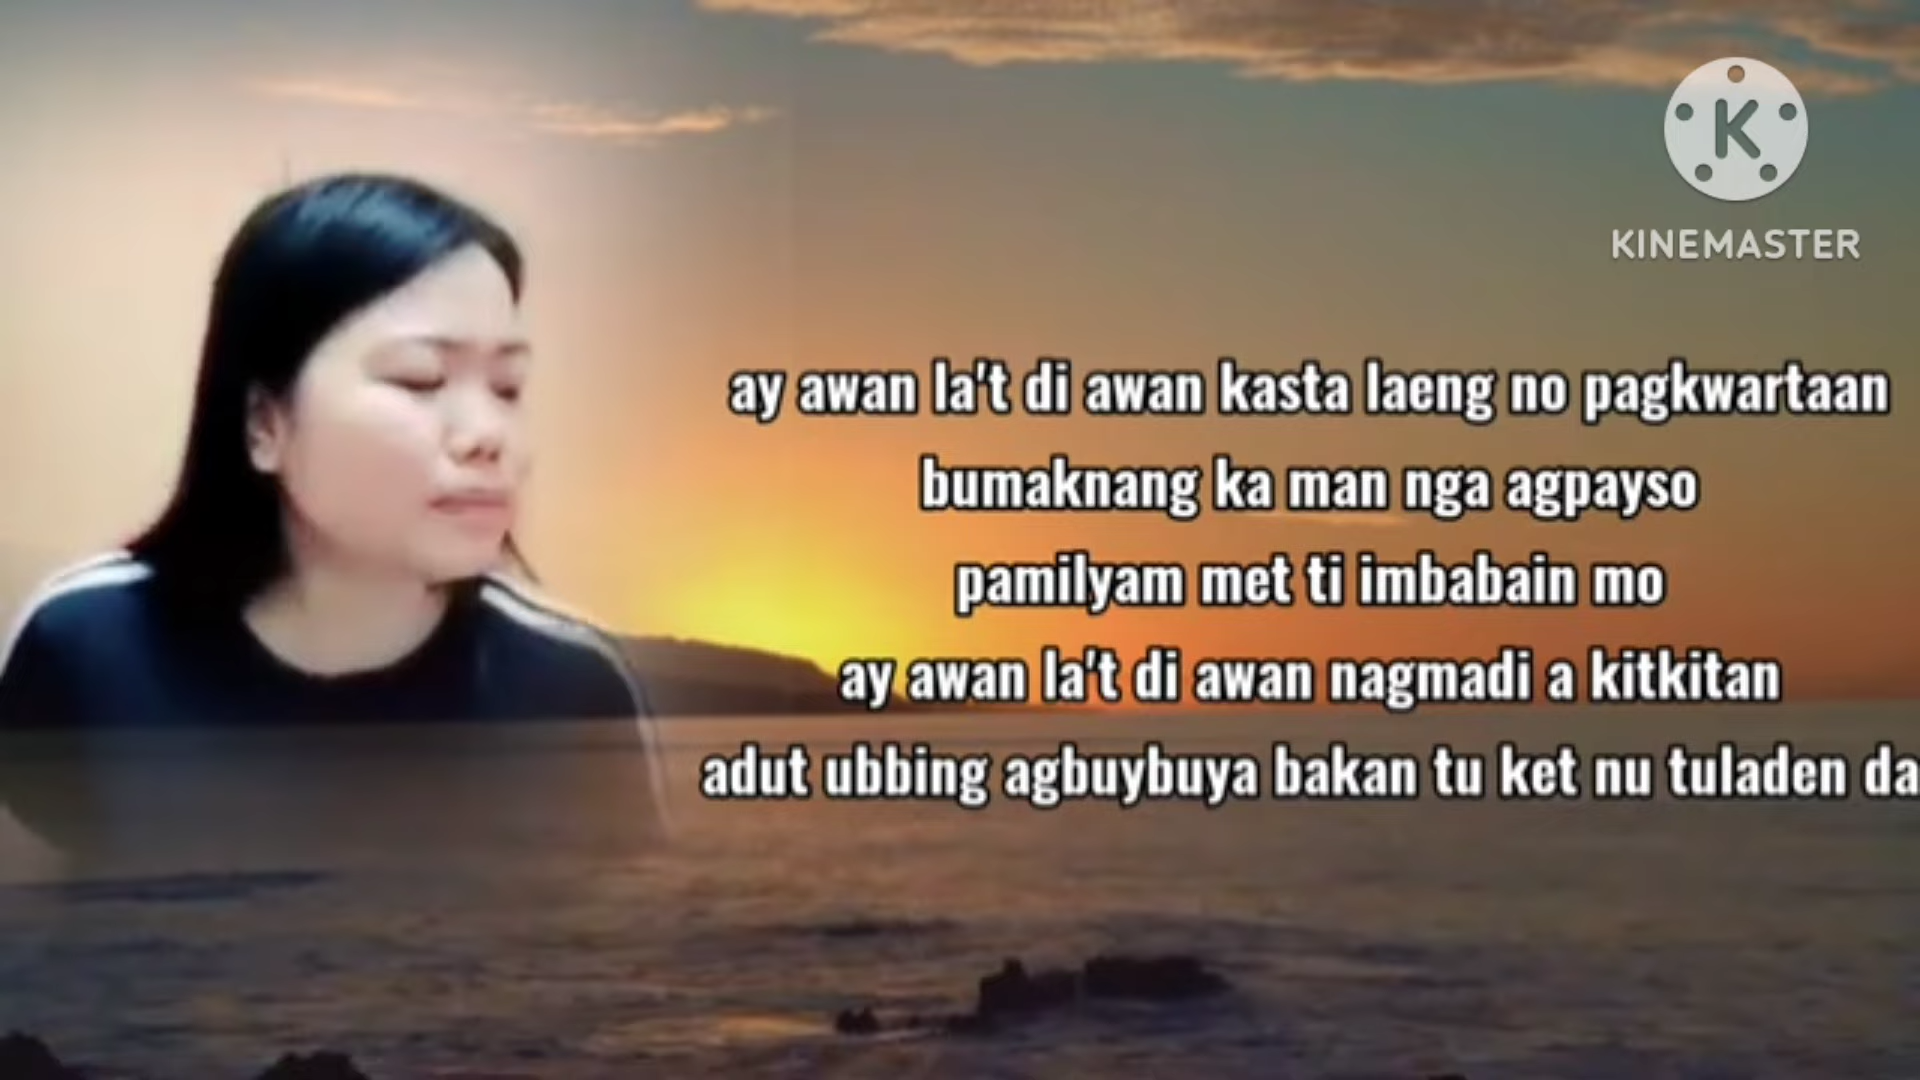 K
KINEMASTER
ay awan la't di awan kasta laeng no pagkwartaan
bumaknang ka man nga agpayso
pamilyam met ti imbabain mo
ay awan la't di awan nagmadi a kitkitan
adut ubbing agbuybuya bakan tu ket nu tuladen da